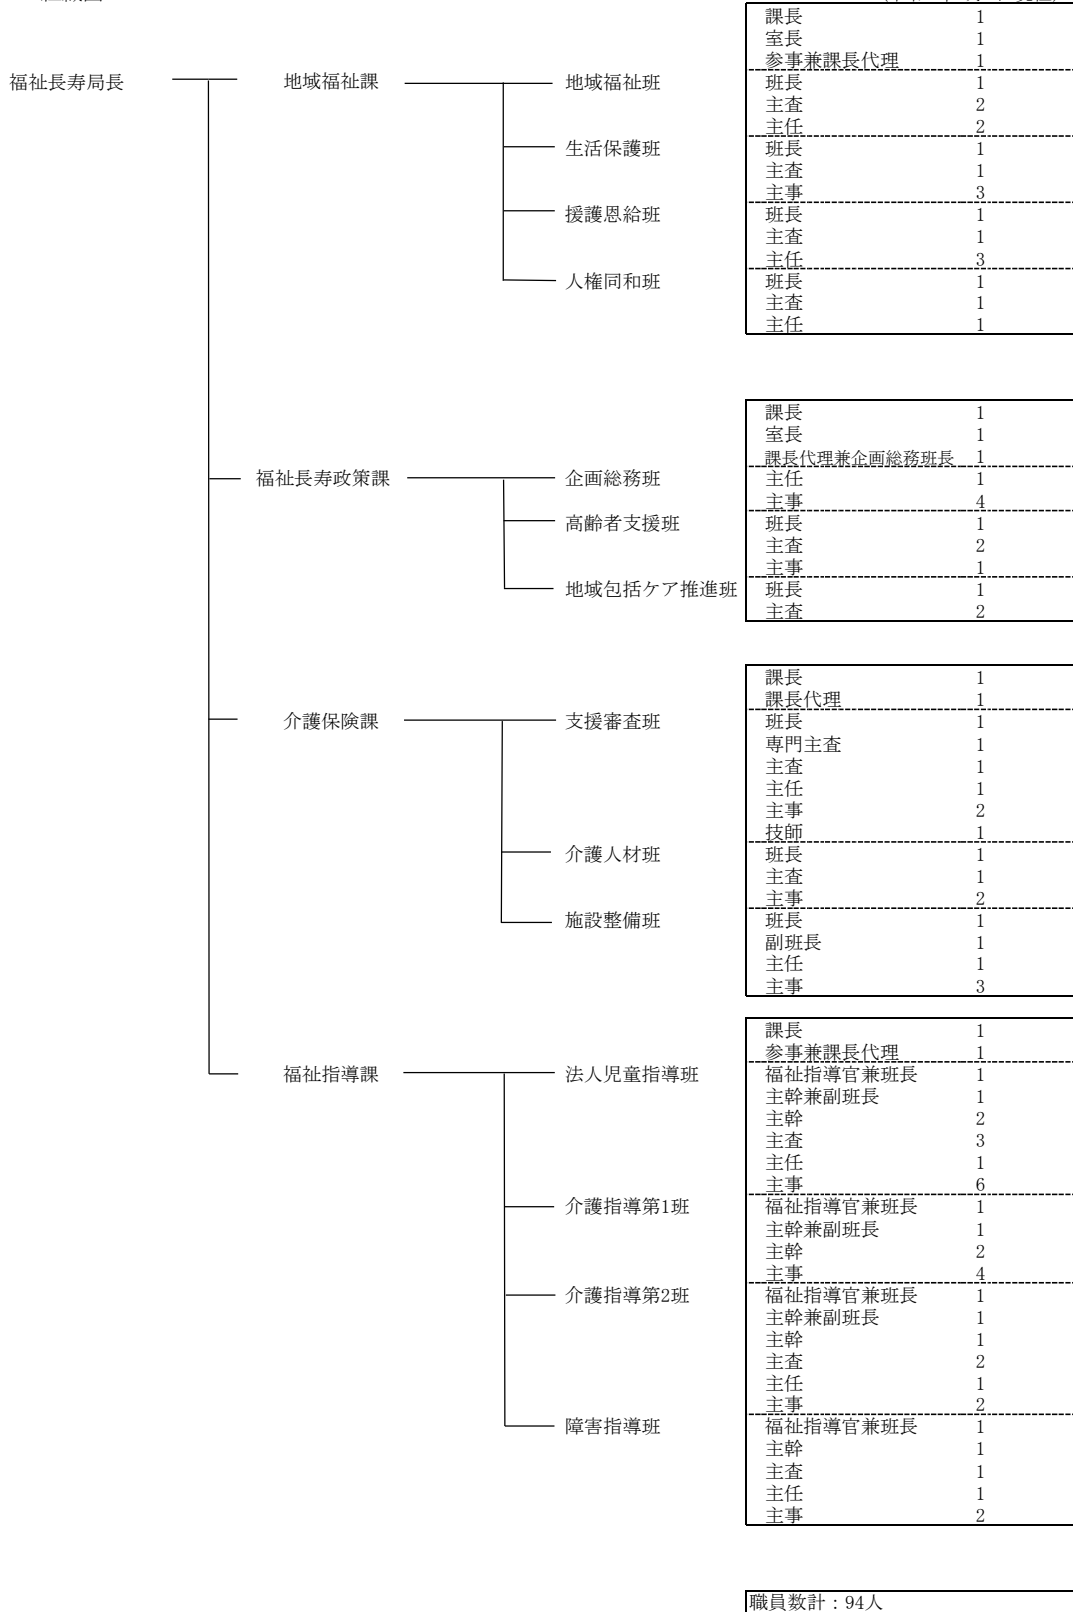 課長 1
室長 1
参事兼課長代理 1
福祉長寿局長 地域福祉課 地域福祉班 班長 1
主査 2
主任 2
生活保護班 班長 1
主査 1
主事 3
援護恩給班 班長 1
主査 1
主任 3
人権同和班 班長 1
主査 1
主任 1
課長 1
室長 1
課長代理兼企画総務班長 1
福祉長寿政策課 企画総務班 主任 1
主事 4
高齢者支援班 班長 1
主査 2
主事 1
地域包括ケア推進班 班長 1
主査 2
課長 1
課長代理 1
介護保険課 支援審査班 班長 1
専門主査 1
主査 1
主任 1
主事 2
技師 1
介護人材班 班長 1
主査 1
主事 2
施設整備班 班長 1
副班長 1
主任 1
主事 3
課長 1
参事兼課長代理 1
福祉指導課 法人児童指導班 福祉指導官兼班長 1
主幹兼副班長 1
主幹 2
主査 3
主任 1
主事 6
介護指導第1班 福祉指導官兼班長 1
主幹兼副班長 1
主幹 2
主事 4
介護指導第2班 福祉指導官兼班長 1
主幹兼副班長 1
主幹 1
主査 2
主任 1
主事 2
障害指導班 福祉指導官兼班長 1
主幹 1
主査 1
主任 1
主事 2
職員数計：94人